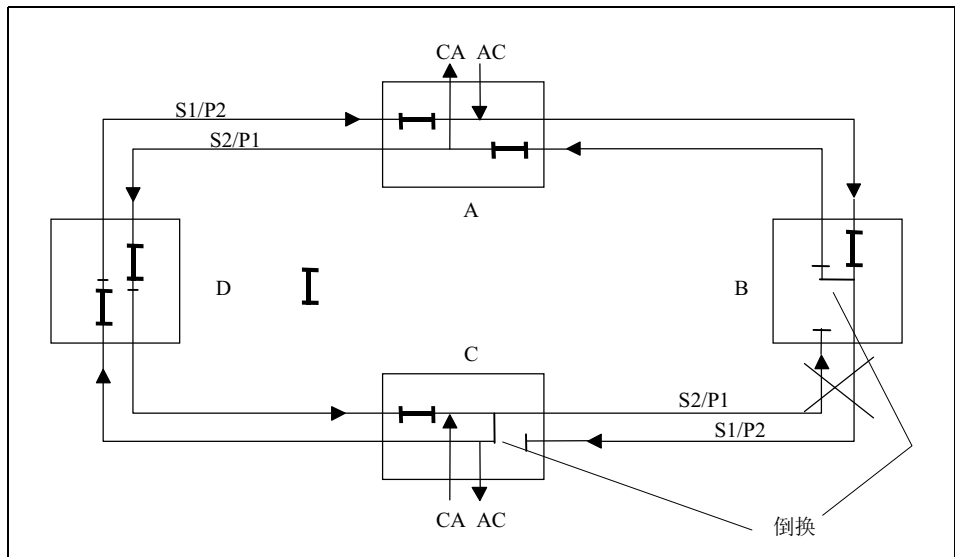 CA AC
S1/P2
S2/P1
A
D
B
C
S2/P1
S1/P2
CA AC
倒换